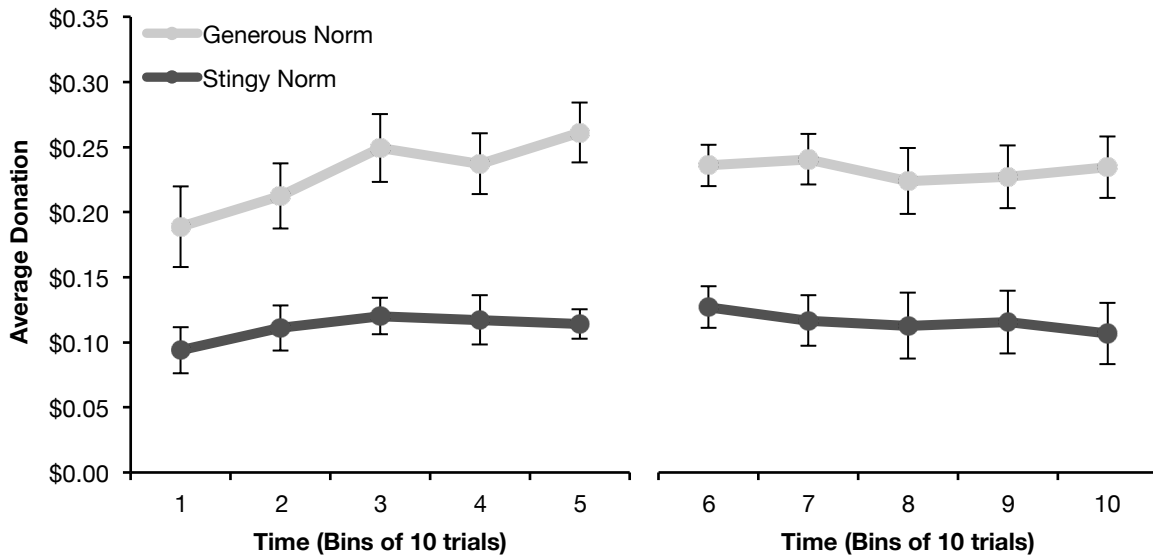 $0.35
Generous Norm
Stingy Norm
$0.30
$0.25
$0.20
$0.15
$0.10
$0.05
$0.00
Average Donation
1 2 3 4 5 6 7 8 9 10
Time (Bins of 10 trials) Time (Bins of 10 trials)